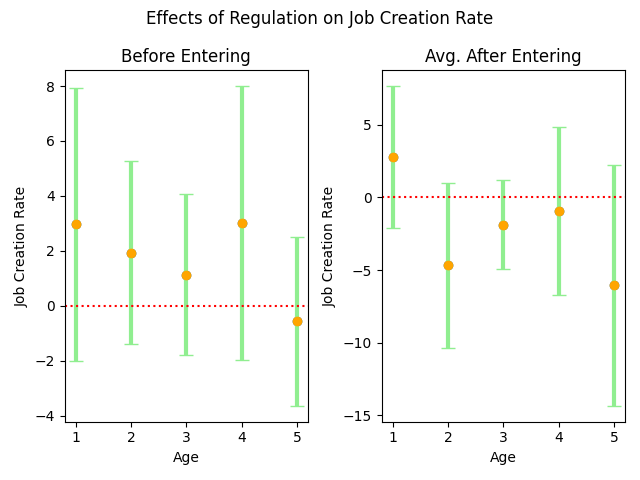 Effects of Regulation on Job Creation Rate
Before Entering
Job Creation Rate
8
6
4
2
0
−2
−4
1 2 3 4 5
Age
Avg. After Entering
Job Creation Rate
5
0
−5
−10
−15
1 2 3 4 5
Age